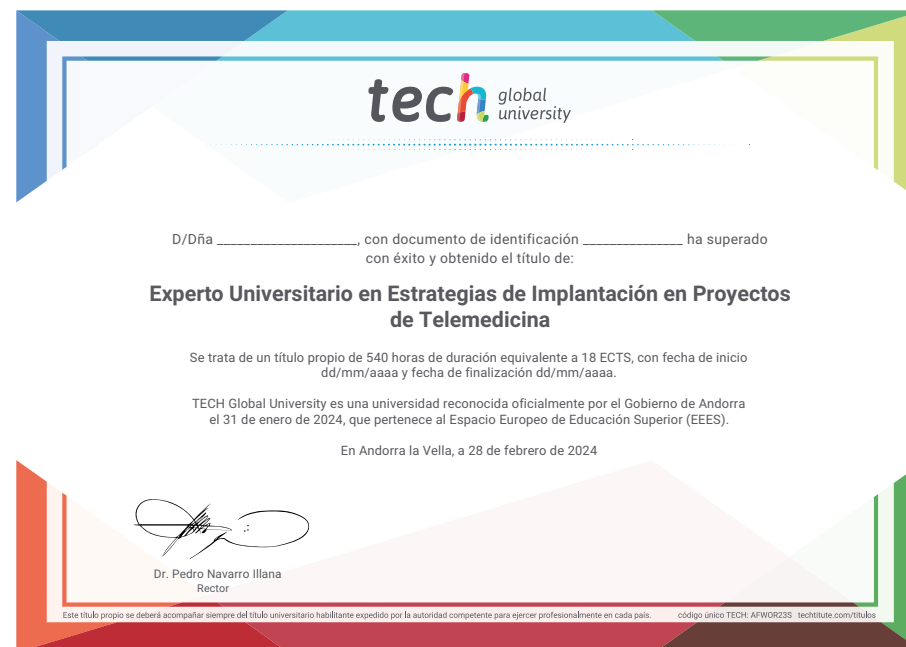 tech global
university
D/Dña _____________________, con documento de identificación _______________ ha superado
con éxito y obtenido el título de:
Experto Universitario en Estrategias de Implantación en Proyectos
de Telemedicina
Se trata de un título propio de 540 horas de duración equivalente a 18 ECTS, con fecha de inicio
dd/mm/aaaa y fecha de finalización dd/mm/aaaa.
TECH Global University es una universidad reconocida oficialmente por el Gobierno de Andorra
el 31 de enero de 2024, que pertenece al Espacio Europeo de Educación Superior (EEES).
En Andorra la Vella, a 28 de febrero de 2024
Dr. Pedro Navarro Illana
Rector
Este título propio se deberá acompañar siempre del título universitario habilitante expedido por la autoridad competente para ejercer profesionalmente en cada país. código único TECH: AFWOR23S techtitute.com/titulos